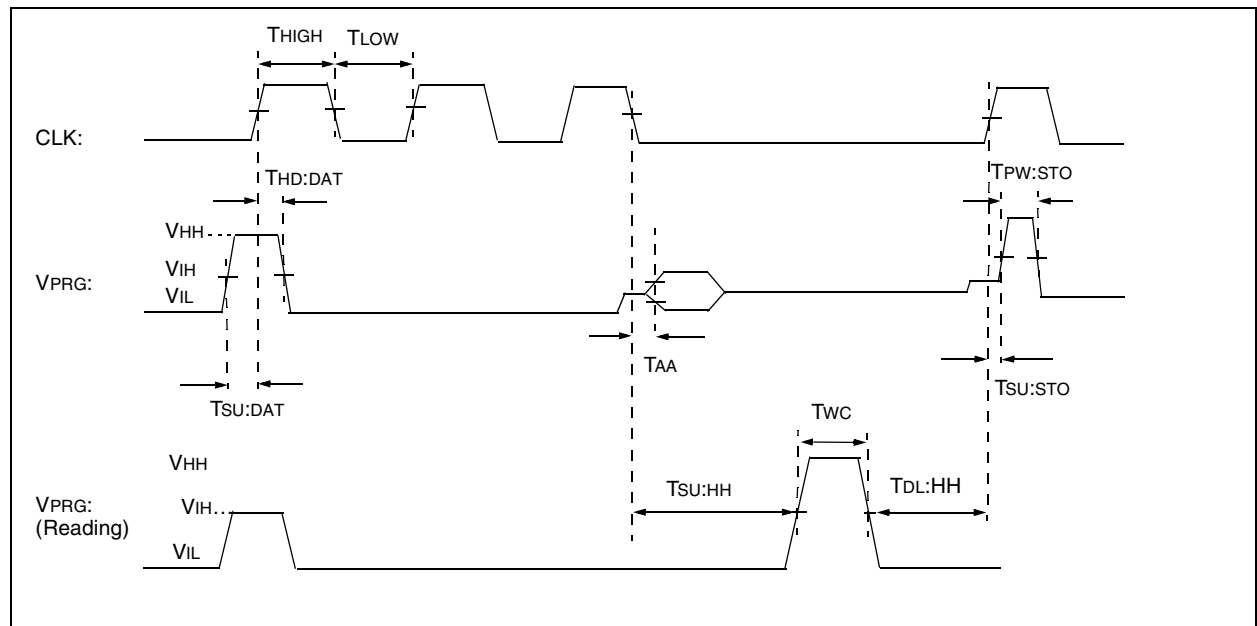 THIGH TLOW
CLK:
THD:DAT
TPW:STO
VHH
VIH
VPRG:
VIL
TAA
TSU:STO
TSU:DAT
TWC
VHH
TSU:HH TDL:HH
VPRG:
(Reading)
VIH
VIL